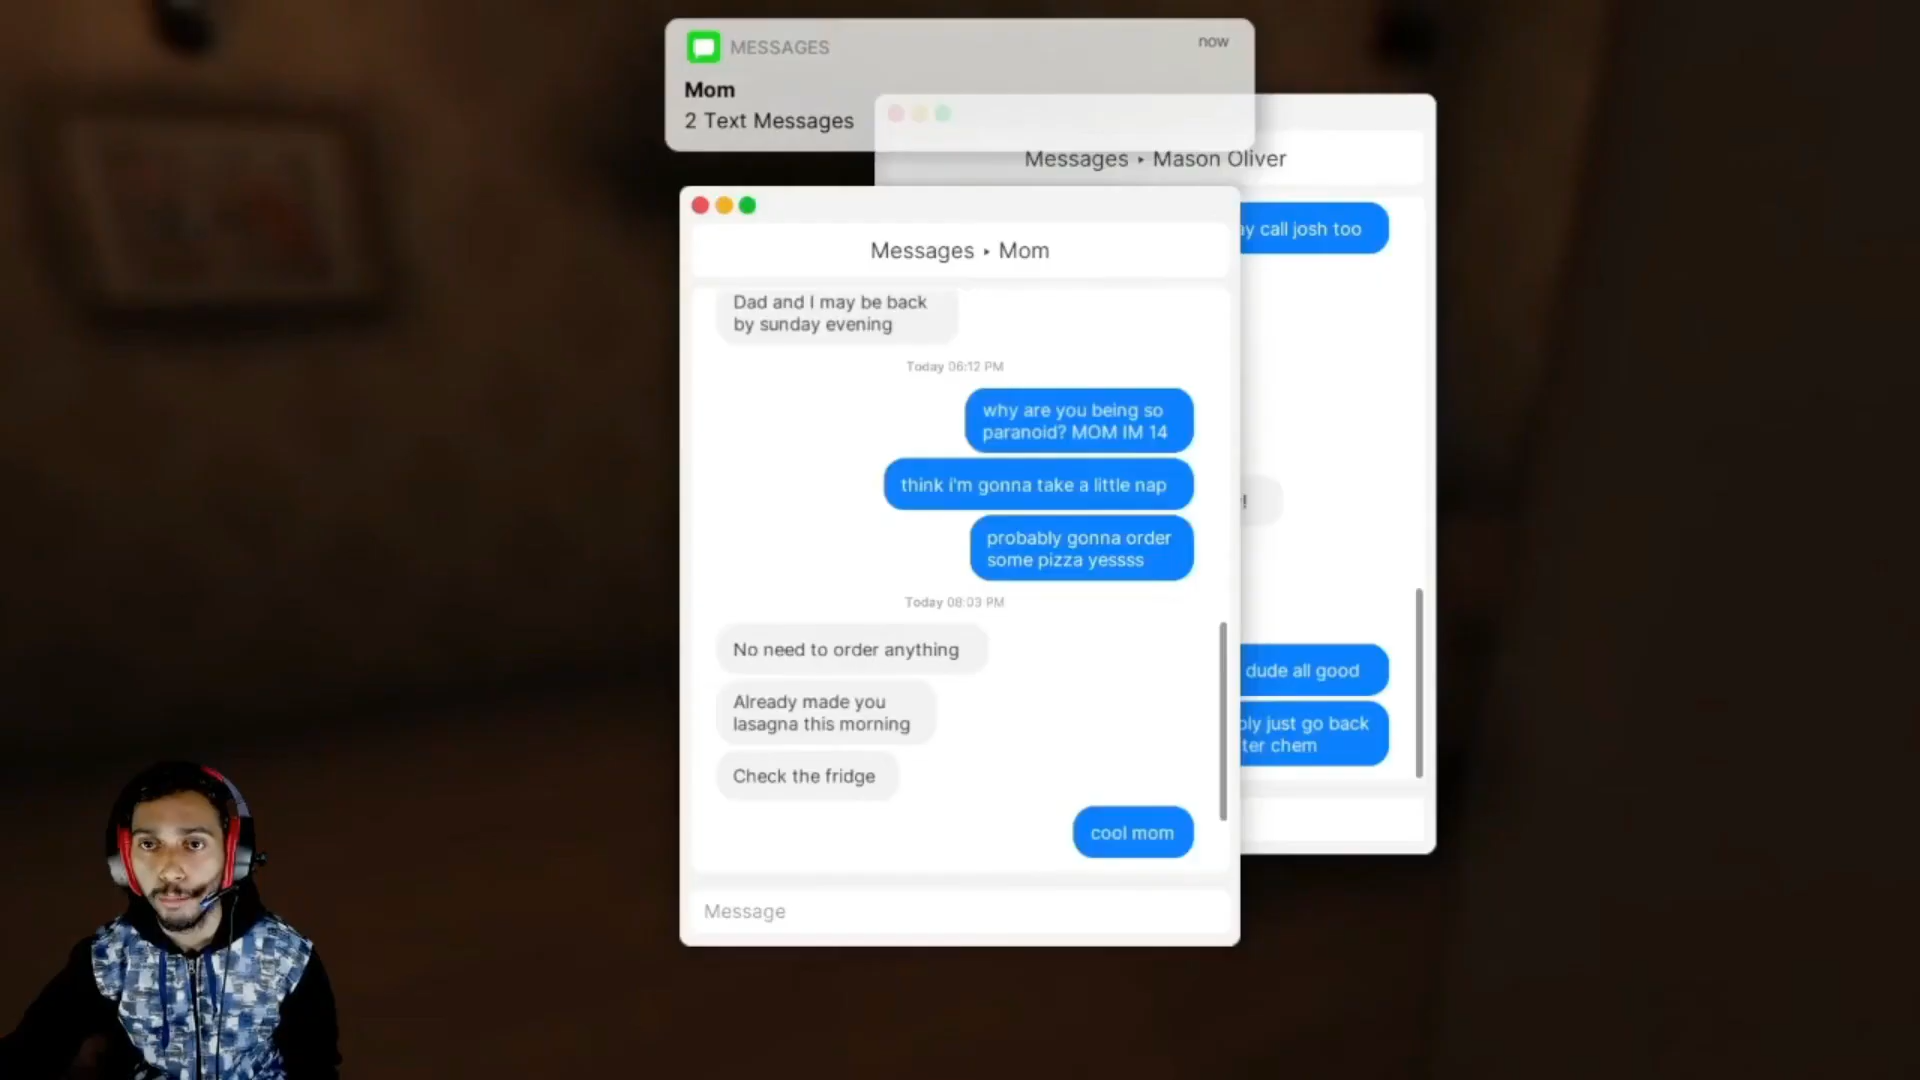 MESSAGES
now
Mom
2 Text Messages
Messages ▸ Mason Oliver
call josh too
!
dude all good
just go back
chem
Messages ▸ Mom
Dad and I may be back
by sunday evening
Today 06:12 PM
why are you being so
paranoid? MOM IM 14
think i'm gonna take a little nap
probably gonna order
some pizza yessss
Today 08:03 PM
No need to order anything
Already made you
lasagna this morning
Check the fridge
cool mom
Message